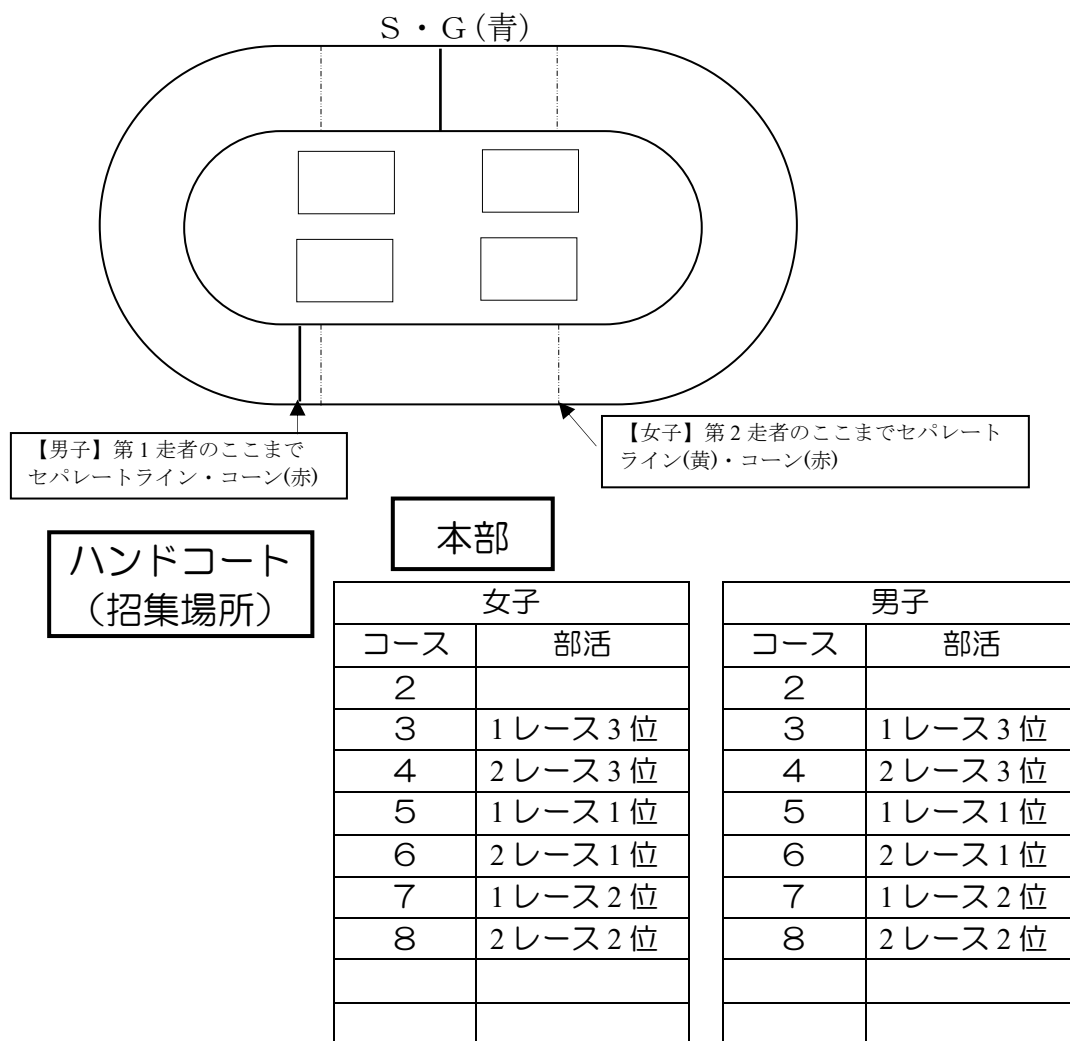 S・G(青)
【男子】第1走者のここまで
セパレートライン・コーン(赤)
【女子】第2走者のここまでセパレート
ライン(黄)・コーン(赤)
ハンドコート
(招集場所)
本部
女子
コース 部活
2
3 1レース3位
4 2レース3位
5 1レース1位
6 2レース1位
7 1レース2位
8 2レース2位
男子
コース 部活
2
3 1レース3位
4 2レース3位
5 1レース1位
6 2レース1位
7 1レース2位
8 2レース2位